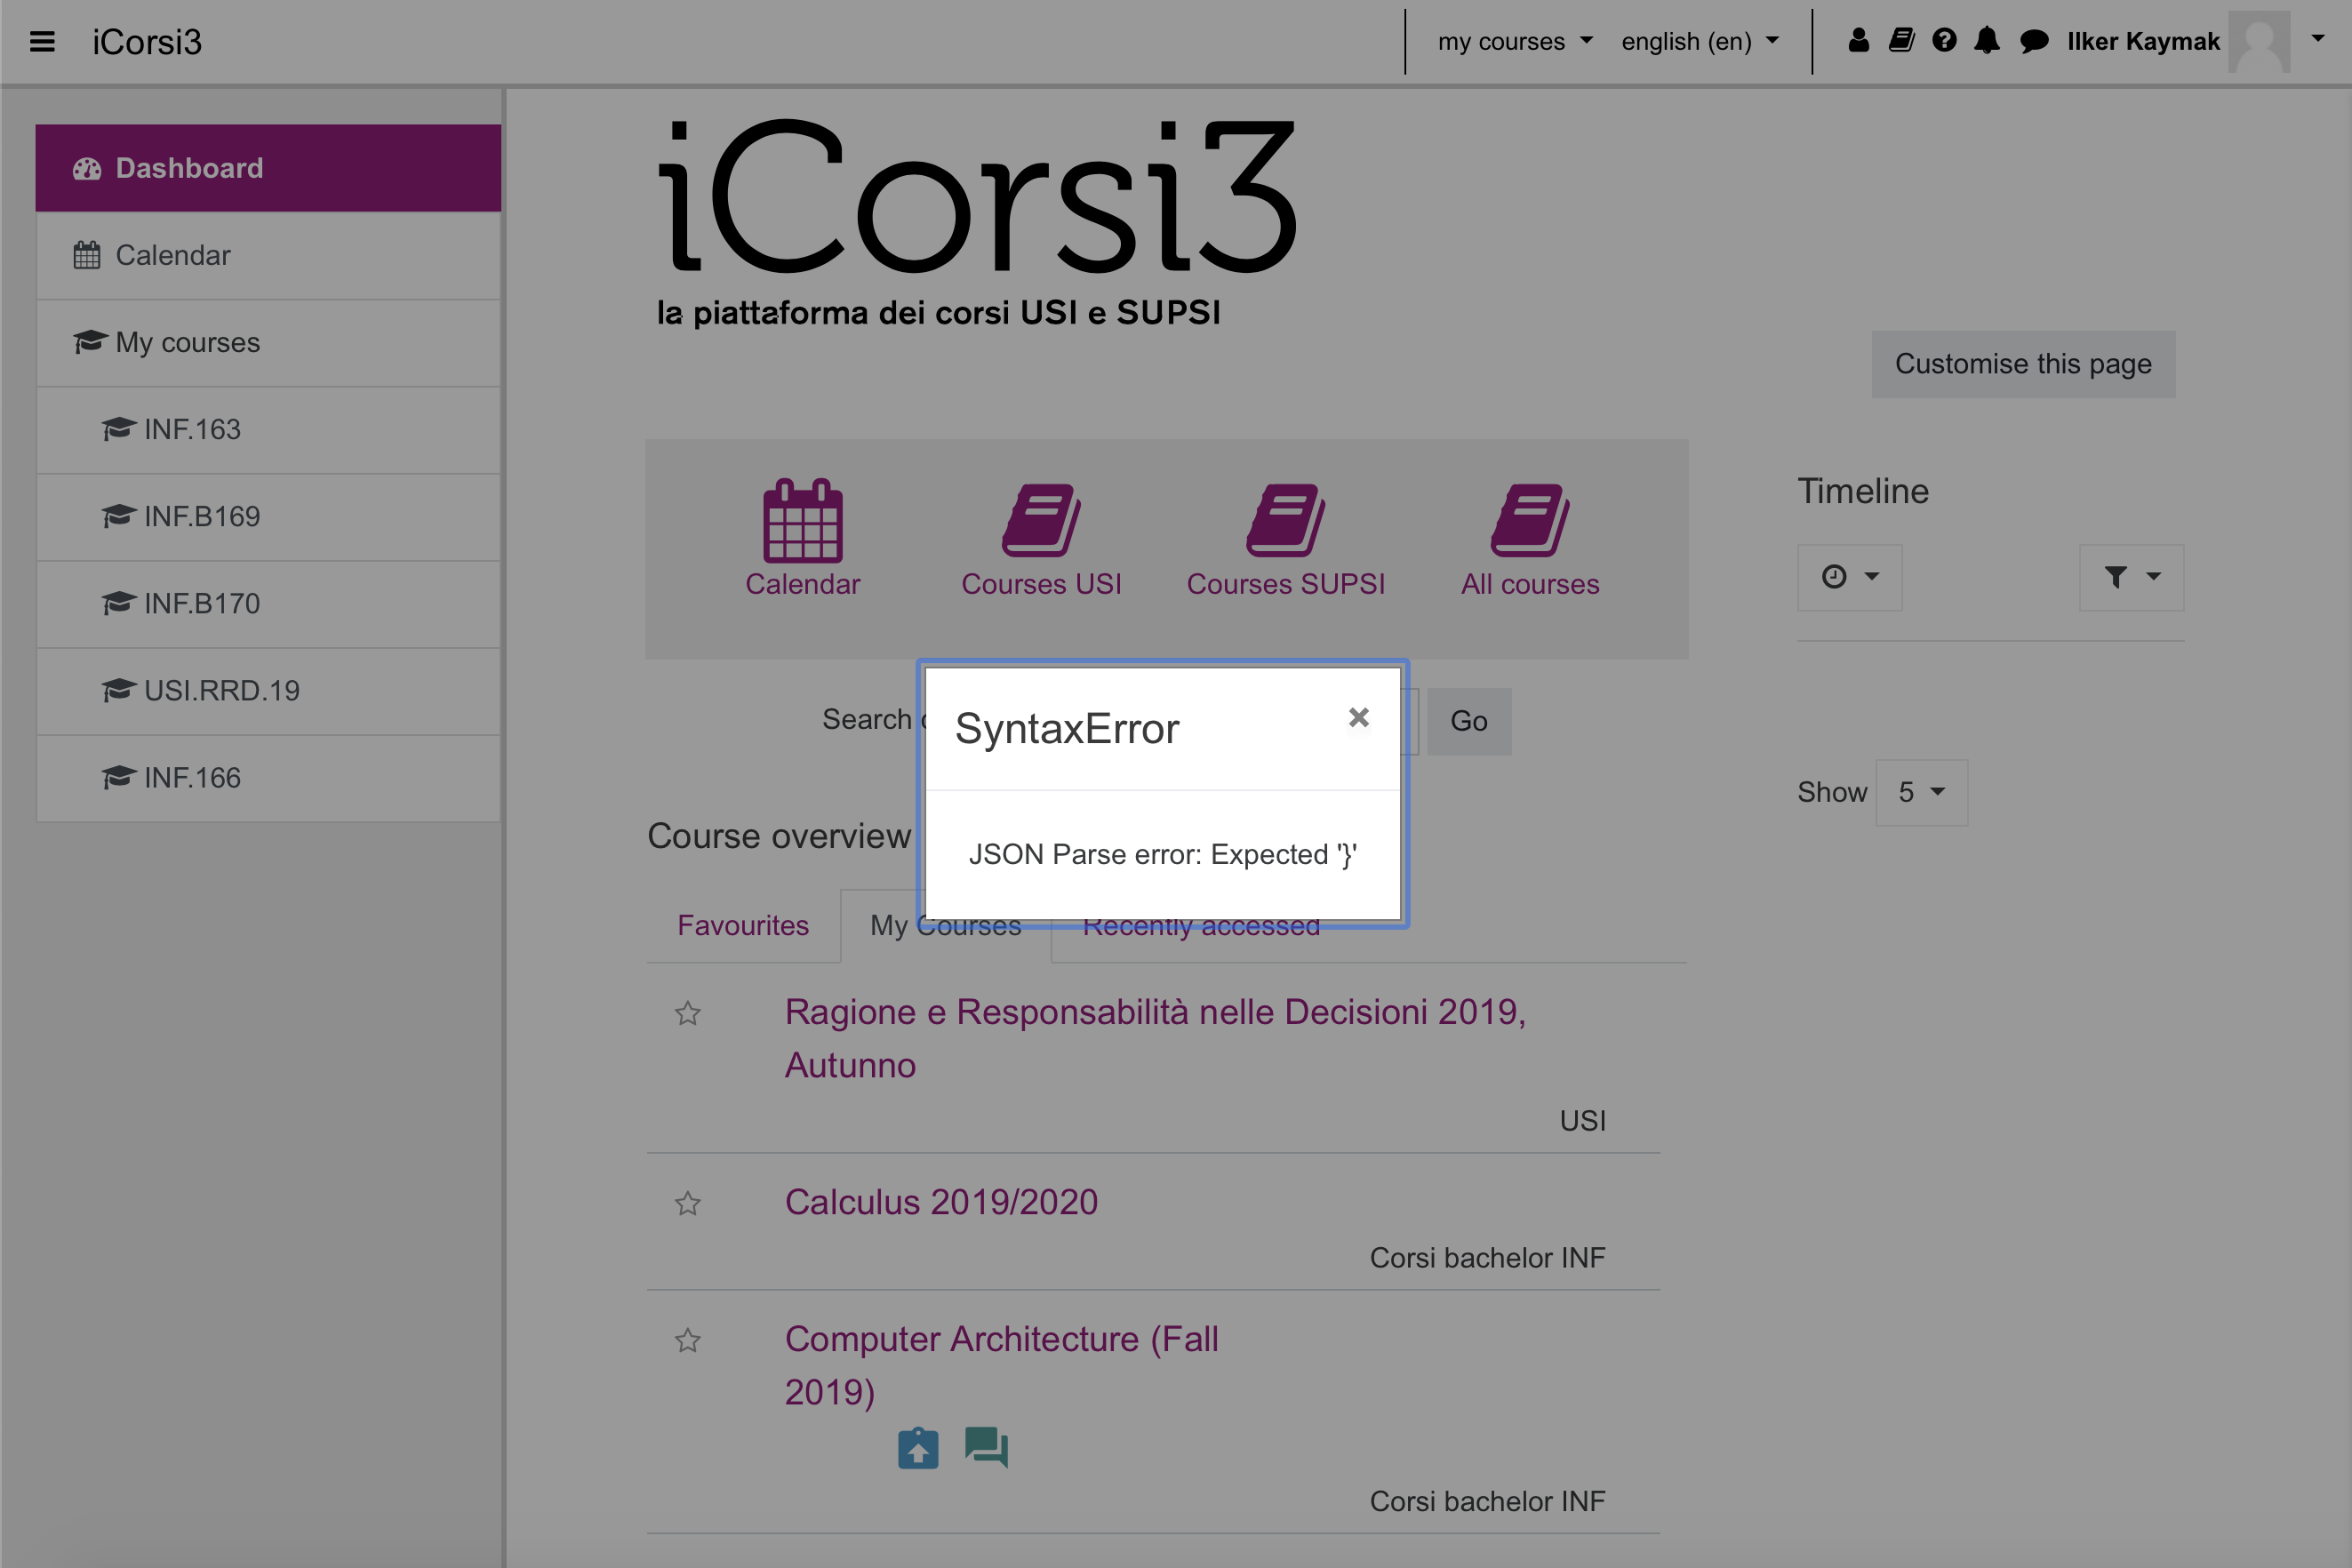 iCorsi3
my courses
english (en)
Ilker Kaymak
Dashboard
Calendar
My courses
INF.163
INF.B169
INF.B170
USI.RRD.19
INF.166
iCorsi3
la piattaforma dei corsi USI e SUPSI
Customise this page
Calendar
Courses USI
Courses SUPSI
All courses
Timeline
Search
Go
SyntaxError
JSON Parse error: Expected '}'
Show 5
Course overview
Favourites
My Courses
Recently accessed
Ragione e Responsabilità nelle Decisioni 2019,
Autunno
USI
Calculus 2019/2020
Corsi bachelor INF
Computer Architecture (Fall
2019)
Corsi bachelor INF